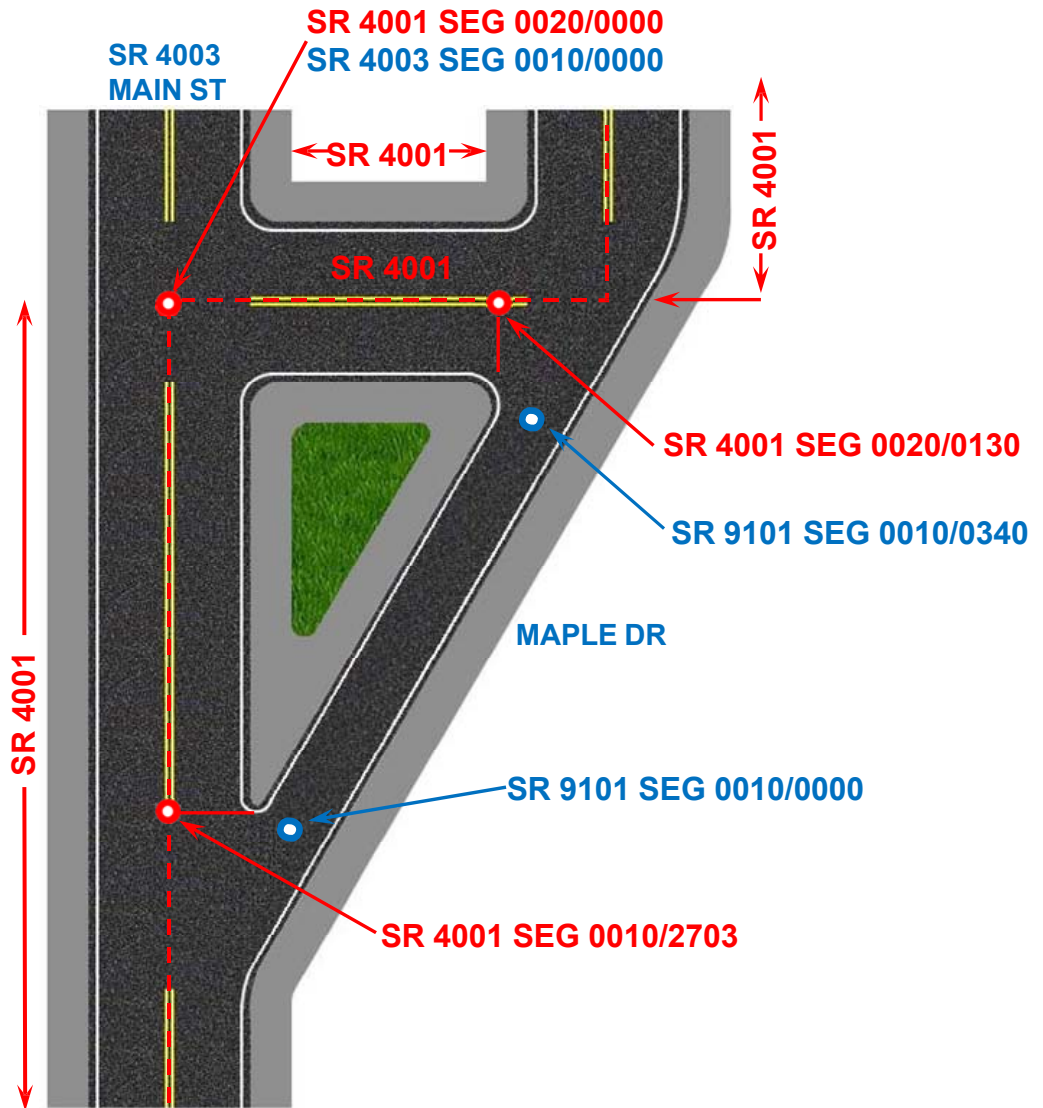 SR 4001 SEG 0020/0000
SR 4003
MAIN ST
SR 4003 SEG 0010/0000
SR 4001
SR 4001
SR 4001
SR 4001 SEG 0020/0130
SR 9101 SEG 0010/0340
MAPLE DR
SR 4001
SR 9101 SEG 0010/0000
SR 4001 SEG 0010/2703